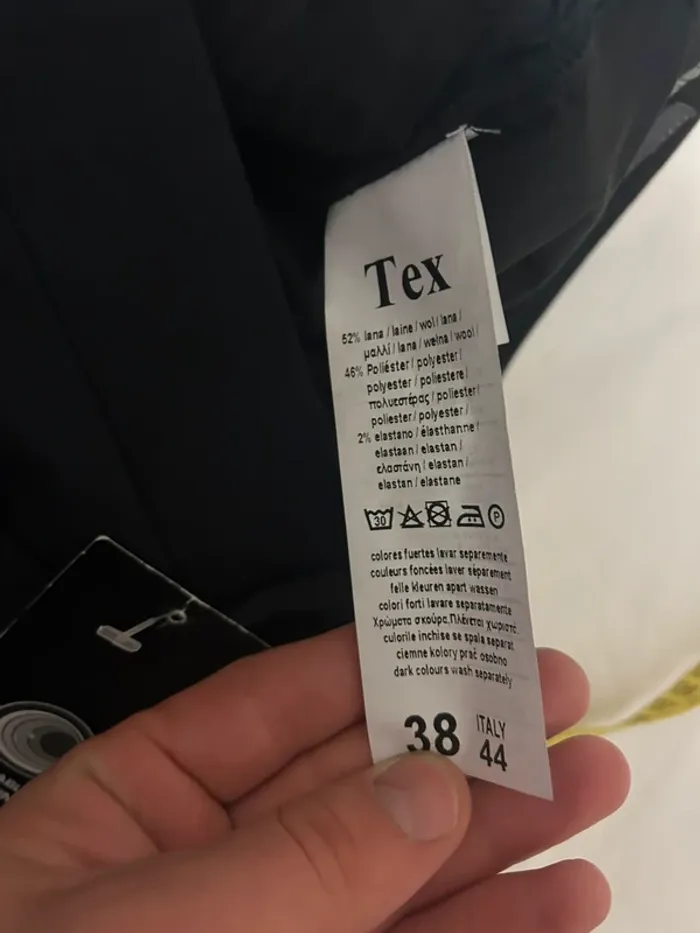 Tex
52% lana / laine / wol / lana /
μαλλί / lana / wełna / wool /
46% Poliéster / polyester /
polyester / poliestere /
πολυεστέρας / poliester /
poliester / polyester /
2% elastano / élasthanne /
elastaan / elastan /
ελαστάνη / elastan /
elastan / elastane
30 P
colores fuertes lavar separemente
couleurs foncées laver séparément
felle kleuren apart wassen
colori forti lavare separatamente
Χρώματα σκούρα.Πλένεται χωριστά.
culorile inchise se spala separat
ciemne kolory prać osobno
dark colours wash separately
38 ITALY
44